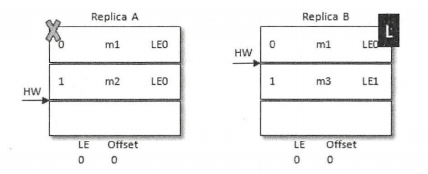 Replica A
Replica B
L
0 m1 LE0
0 m1 LE0
HW
1 m2 LE0
1 m3 LE1
HW
LE Offset
0 0
LE Offset
0 0